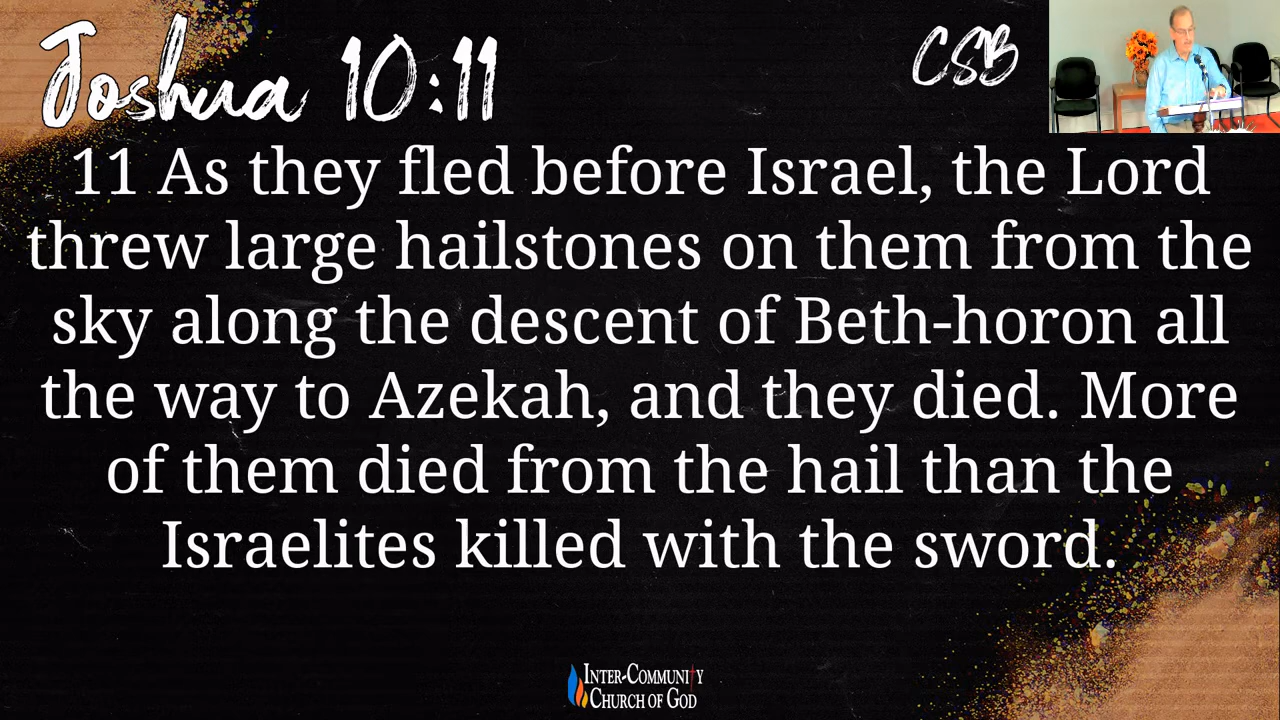 Joshua 10:11
CSB
11 As they fled before Israel, the Lord
threw large hailstones on them from the
sky along the descent of Beth-horon all
the way to Azekah, and they died. More
of them died from the hail than the
Israelites killed with the sword.
Inter-Community
Church of God